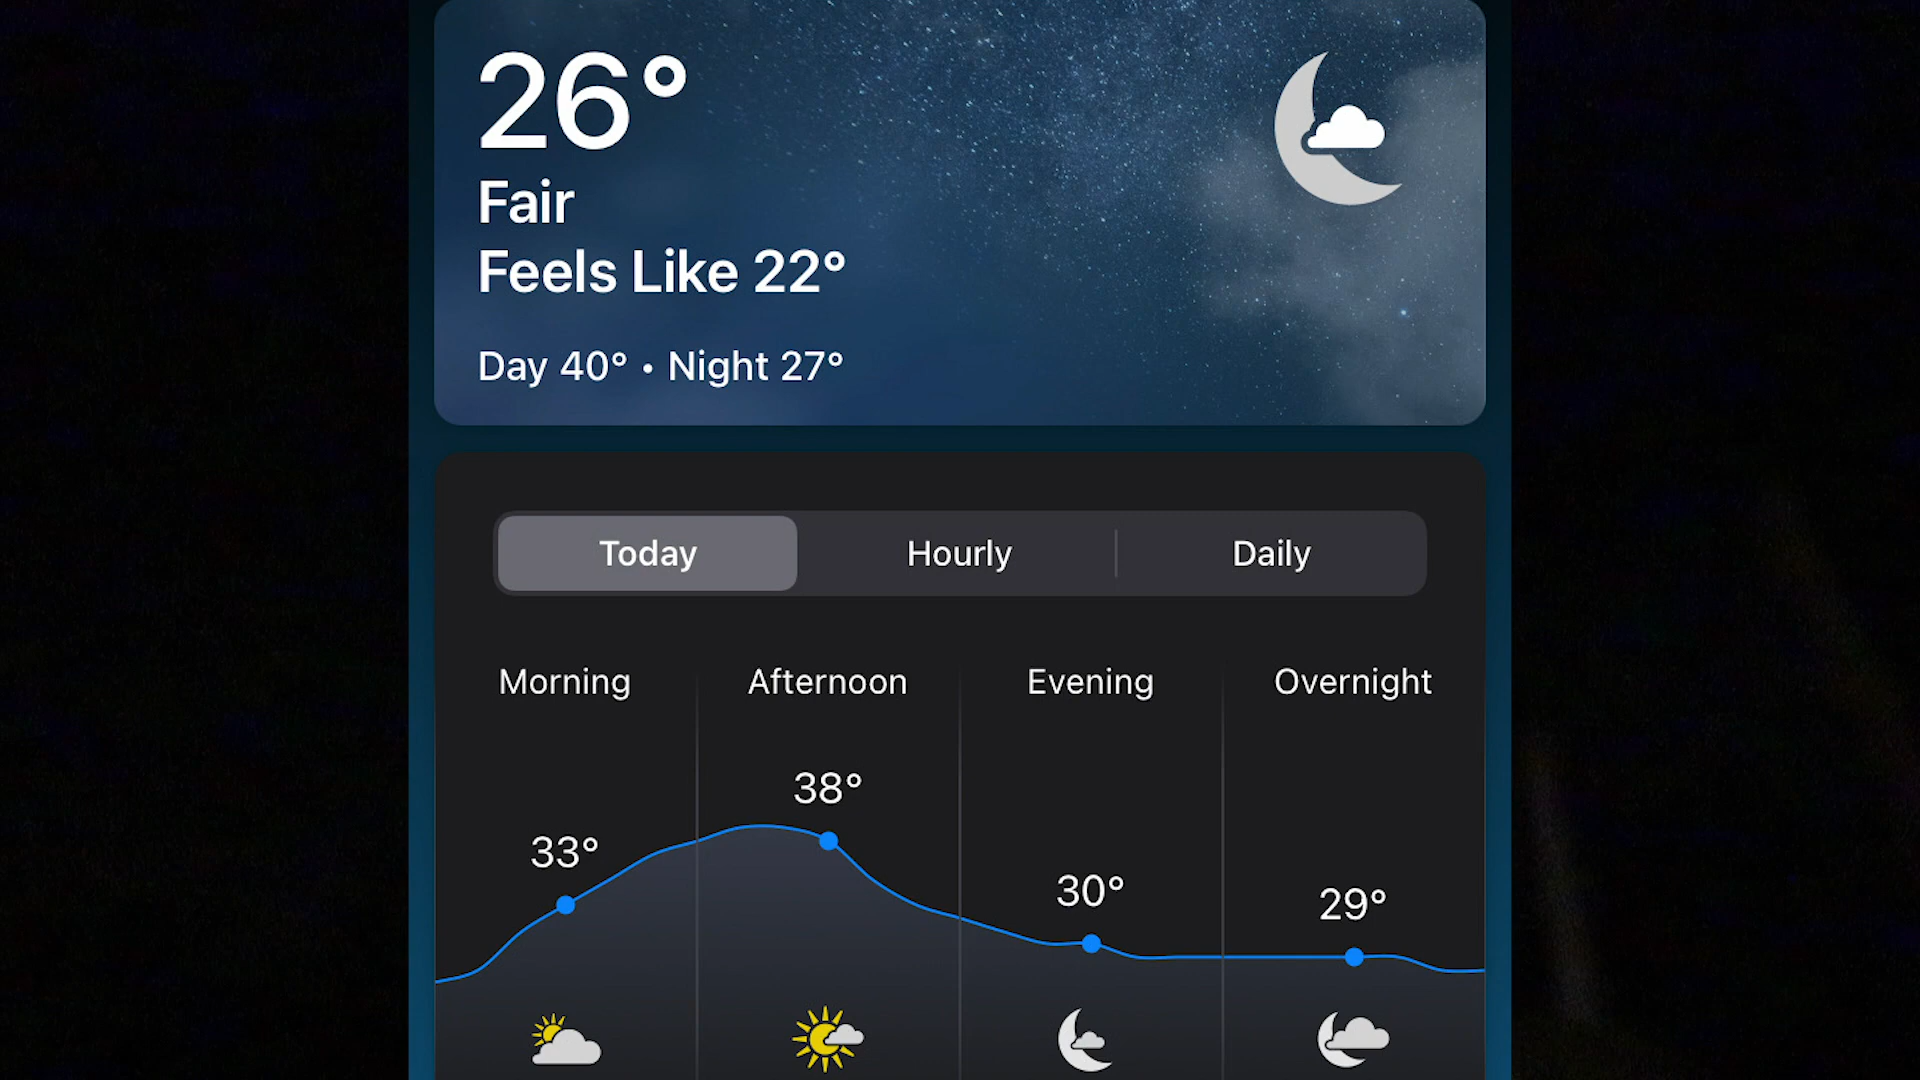 26°
Fair
Feels Like 22°
Day 40° • Night 27°
Today Hourly Daily
Morning Afternoon Evening Overnight
33° 38° 30° 29°